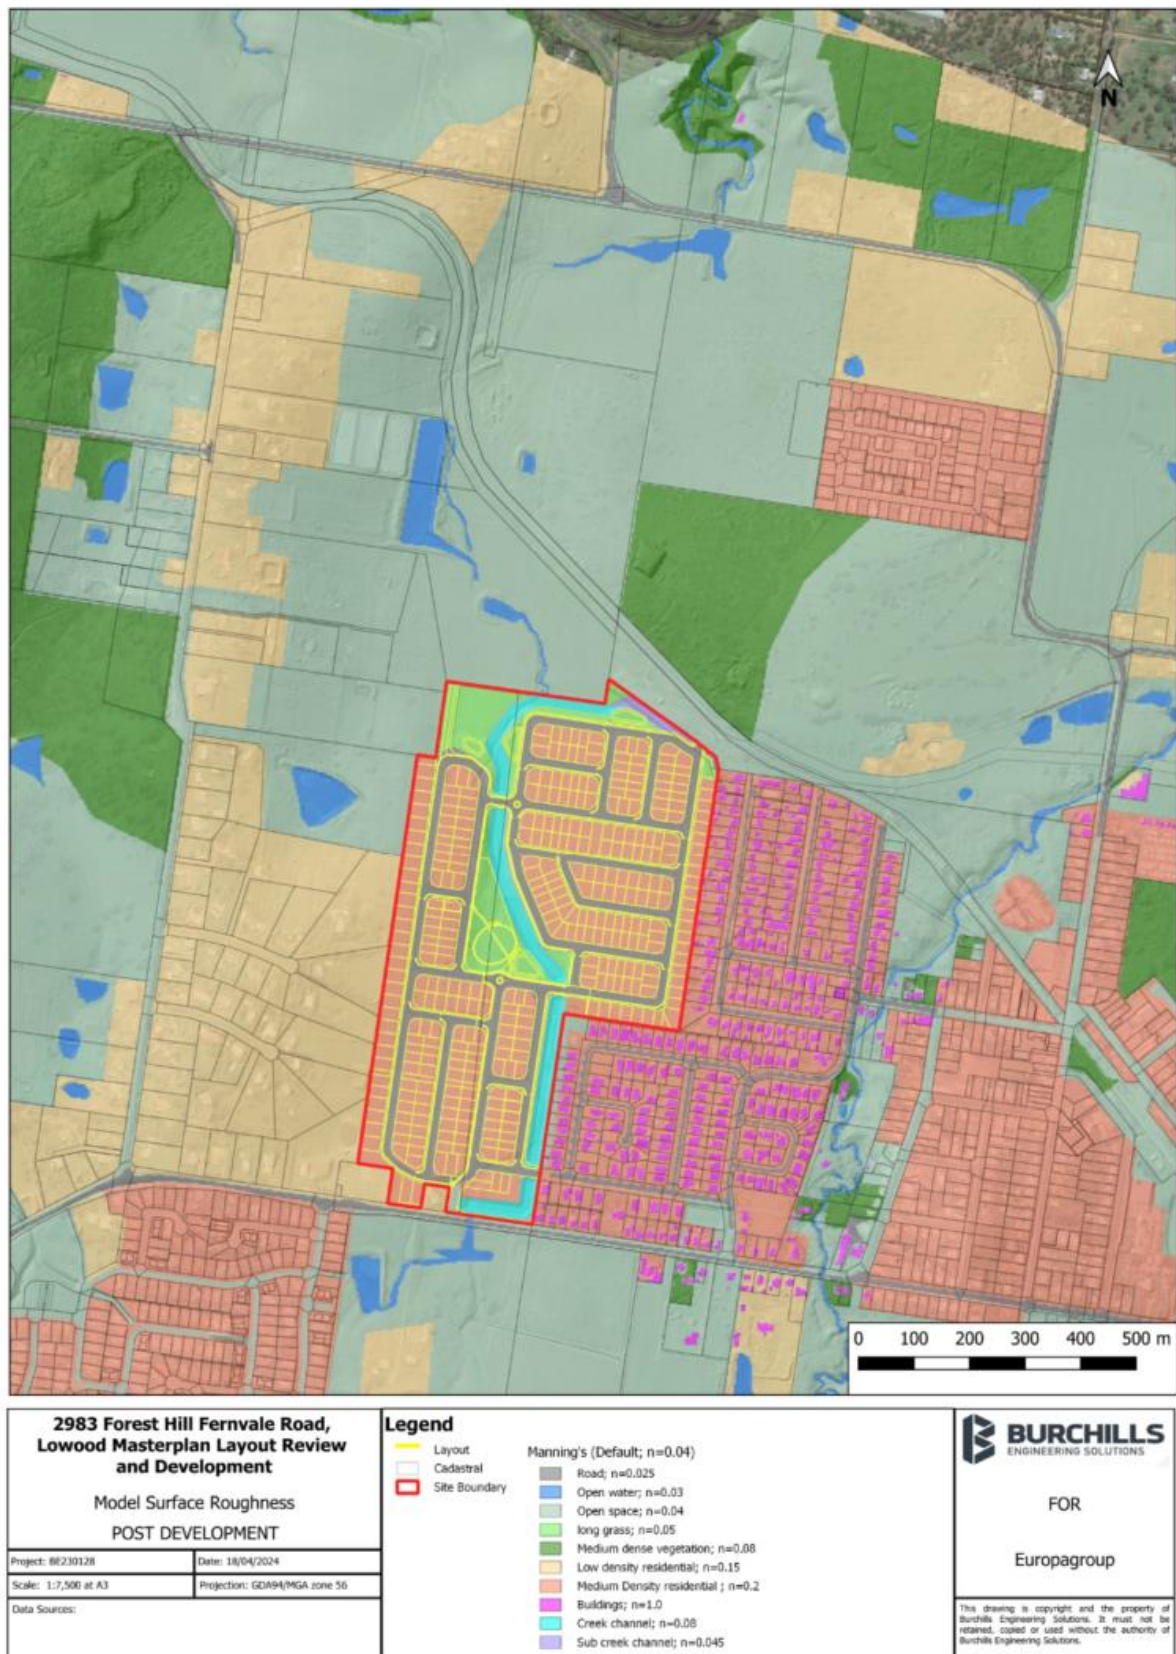 N
0 100 200 300 400 500 m
2983 Forest Hill Fernvale Road,
Lowood Masterplan Layout Review
and Development
Model Surface Roughness
POST DEVELOPMENT
Project: BE230128
Date: 18/04/2024
Scale: 1:7,500 at A3
Projection: GDA94/MGA zone 56
Data Sources:
Legend
Layout
Cadastral
Site Boundary
Manning's (Default; n=0.04)
Road; n=0.025
Open water; n=0.03
Open space; n=0.04
long grass; n=0.05
Medium dense vegetation; n=0.08
Low density residential; n=0.15
Medium Density residential ; n=0.2
Buildings; n=1.0
Creek channel; n=0.08
Sub creek channel; n=0.045
BURCHILLS
ENGINEERING SOLUTIONS
FOR
Europagroup
This drawing is copyright and the property of
Burchills Engineering Solutions. It must not be
retained, copied or used without the authority of
Burchills Engineering Solutions.